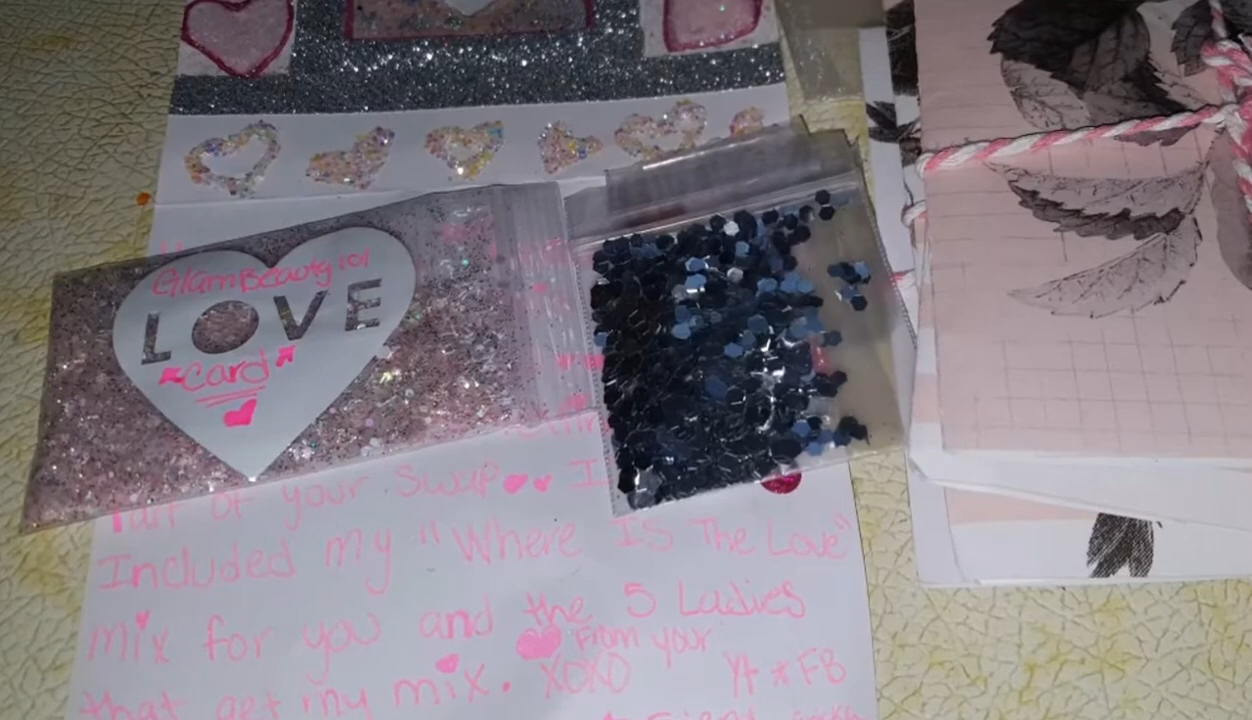 GlamBeauty101
LOVE
Card
of your Swap I
Included my "Where IS The Love"
mix for you and the 5 Ladies
that get my mix. XOXO
From your
Yt * FB